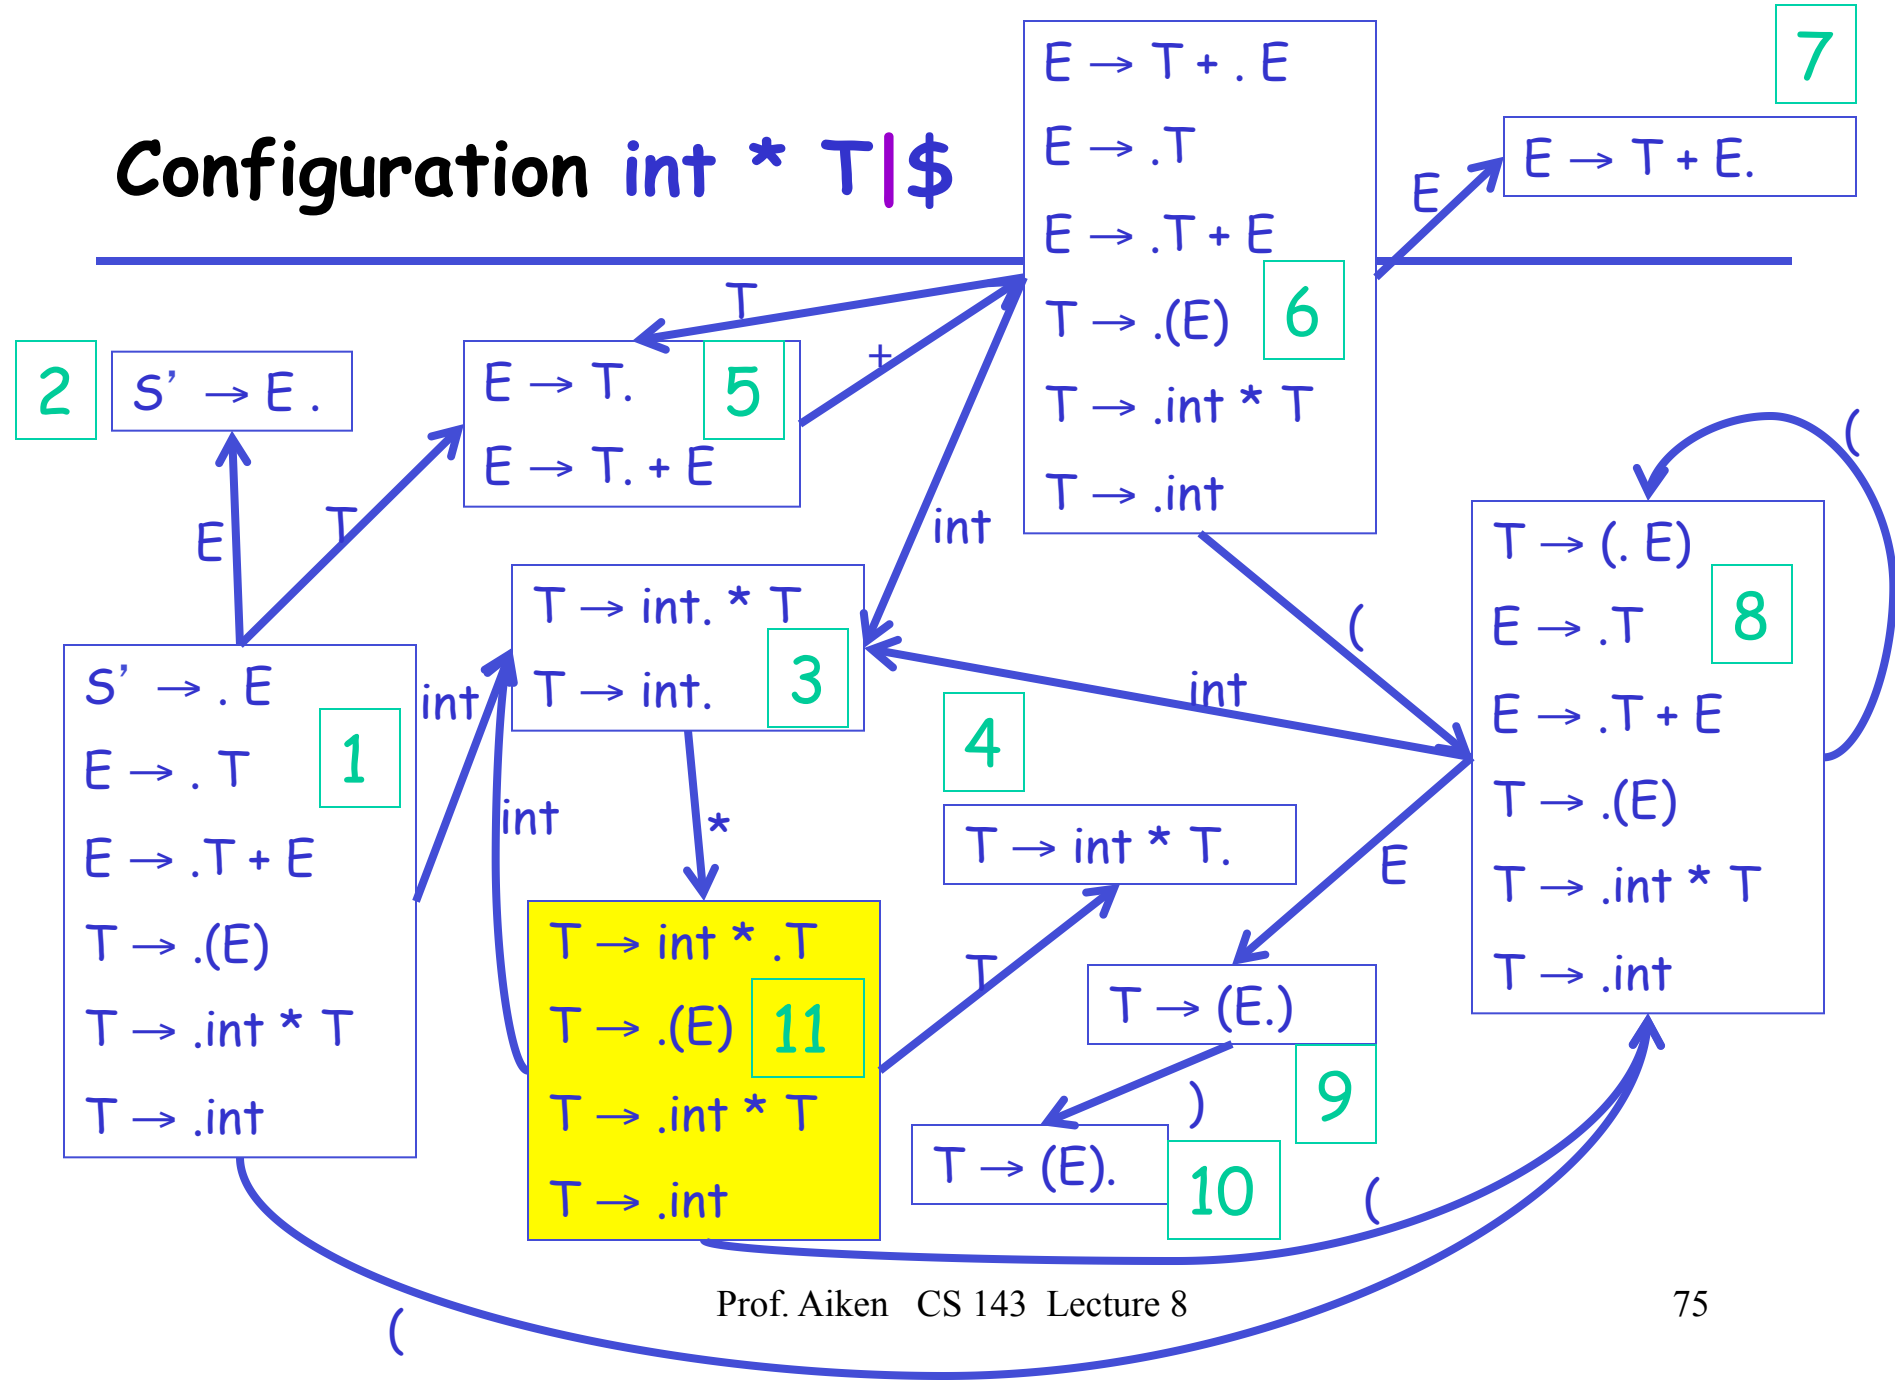 Configuration int * T|$
E → T + . E
E → .T
E → .T + E
T → .(E)
T → .int * T
T → .int
6
7
E → T + E.
E
T
+
int
(
2
S’ → E .
E
T
5
E → T.
E → T. + E
T → int. * T
T → int.
3
int
int
*
int
S’ → . E
E → . T
E → .T + E
T → .(E)
T → .int * T
T → .int
1
(
T → int * .T
T → .(E)
T → .int * T
T → .int
11
T
(
4
T → int * T.
E
T → (E.)
9
)
T → (E).
10
T → (. E)
E → .T
E → .T + E
T → .(E)
T → .int * T
T → .int
8
(
Prof. Aiken CS 143 Lecture 8
75